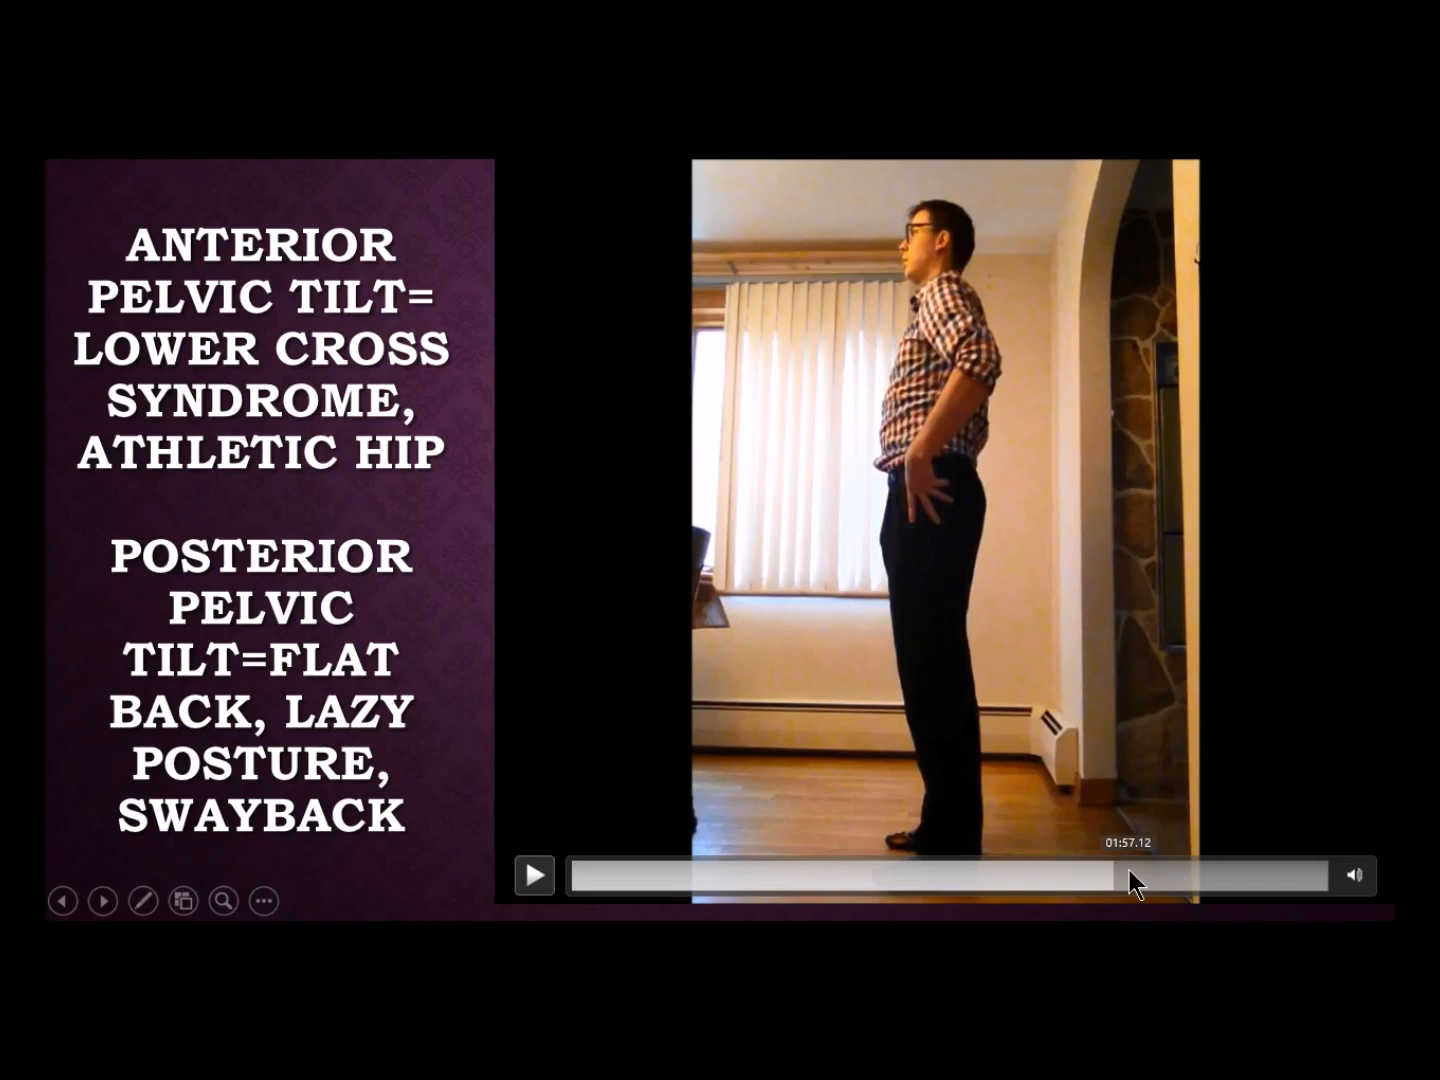 ANTERIOR
PELVIC TILT=
LOWER CROSS
SYNDROME,
ATHLETIC HIP
POSTERIOR
PELVIC
TILT=FLAT
BACK, LAZY
POSTURE,
SWAYBACK
01:57.12